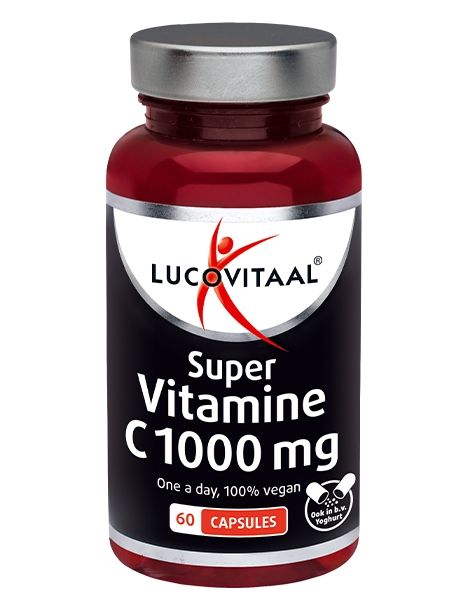 LUCOVITAAL®
Super
Vitamine
C 1000 mg
One a day, 100% vegan
60 CAPSULES
Ook in b.v.
Yoghurt